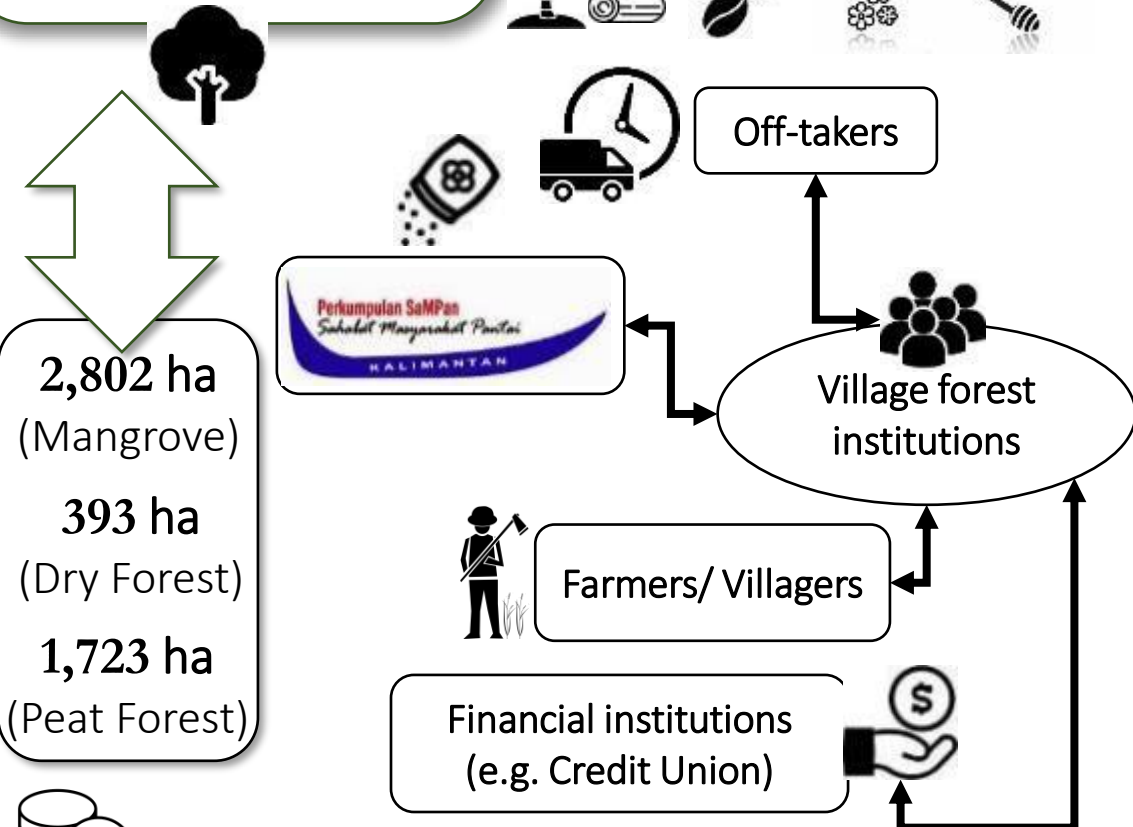 Off-takers
Perkumpulan SaMPan
Sahabat Masyarakat Pantai
KALIMANTAN
2,802 ha
(Mangrove)
393 ha
(Dry Forest)
1,723 ha
(Peat Forest)
Village forest
institutions
Farmers/ Villagers
Financial institutions
(e.g. Credit Union)
$